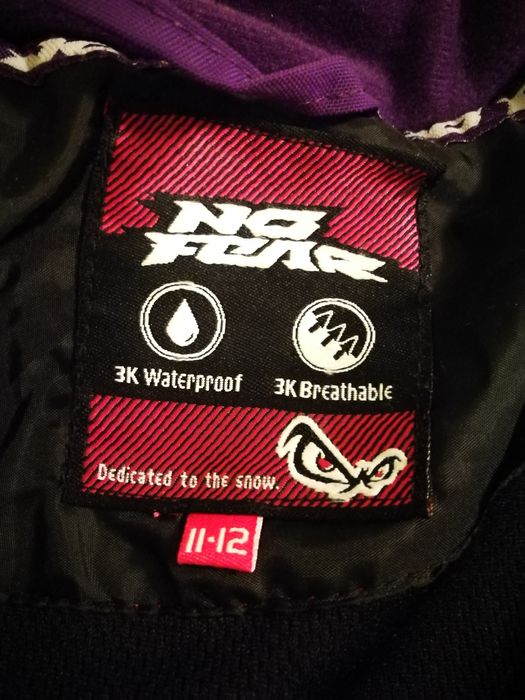 NO
FEAR
3K Waterproof
3K Breathable
Dedicated to the snow.
11-12